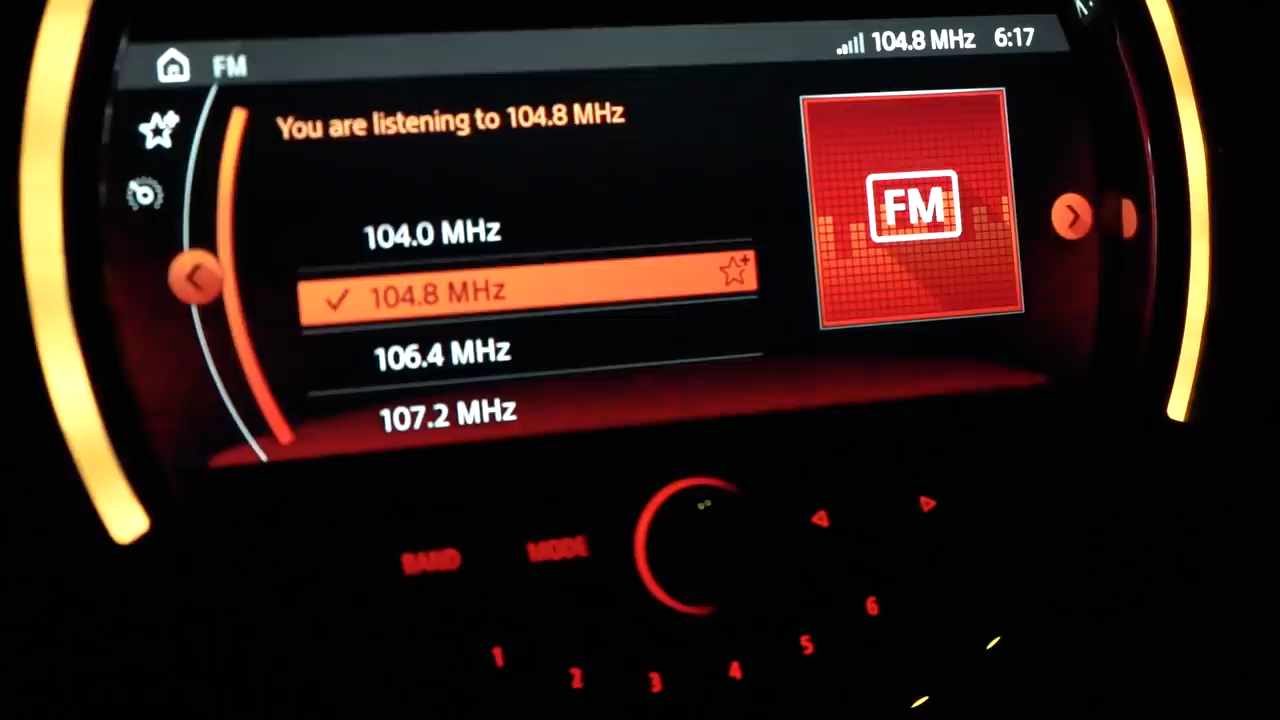 FM
104.8 MHz 6:17
You are listening to 104.8 MHz
104.0 MHz
104.8 MHz
106.4 MHz
107.2 MHz
FM
BAND MODE
1 2 3 4 5 6